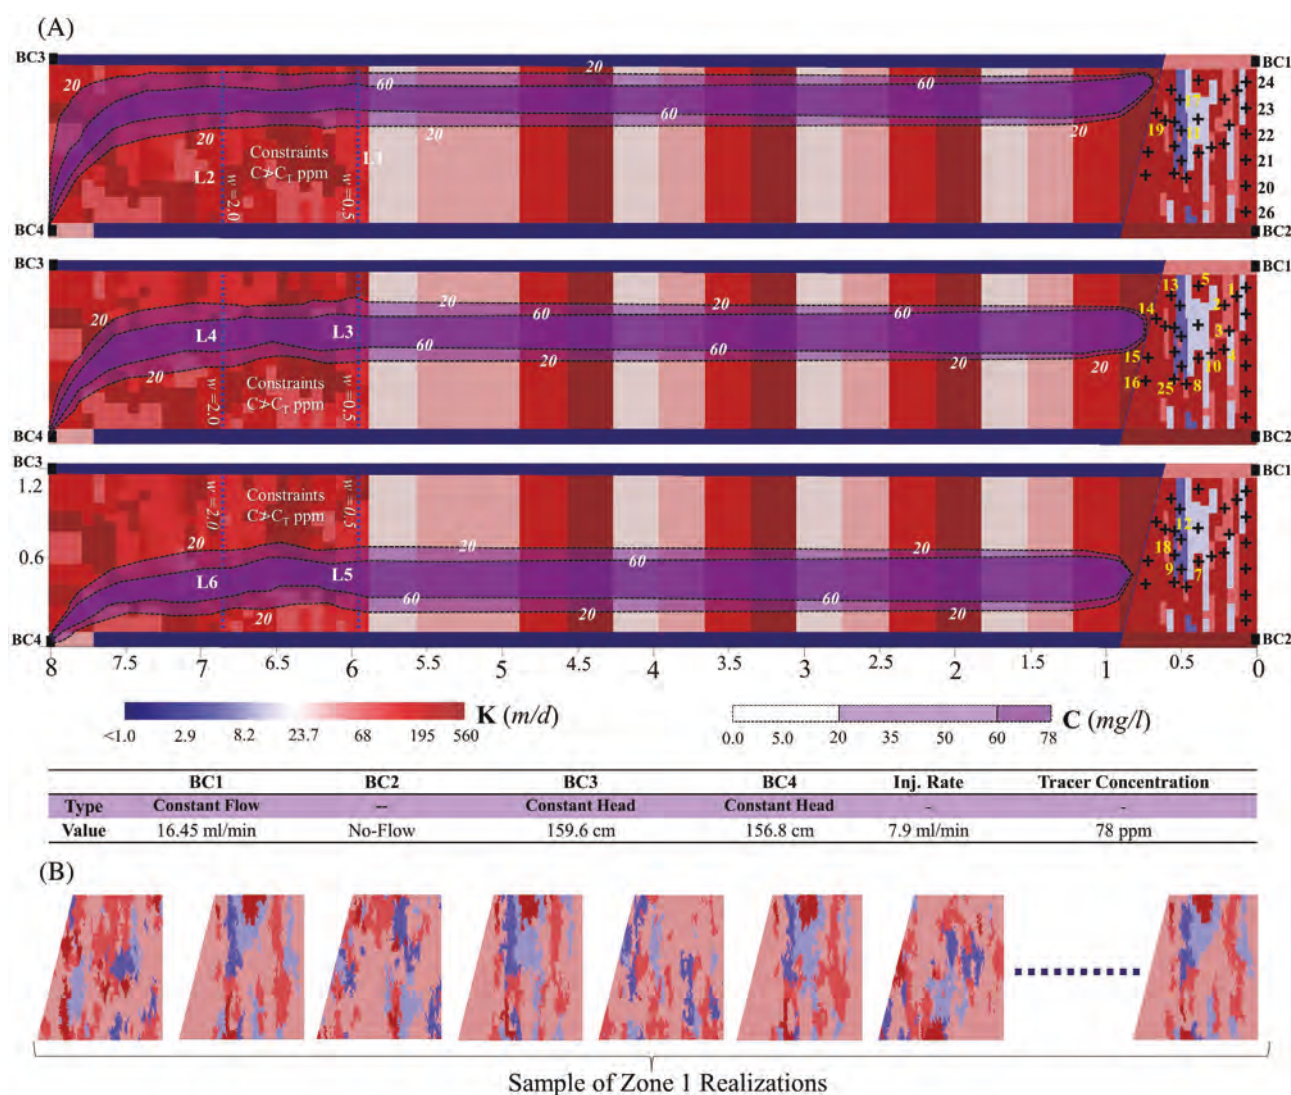 (A)
BC3 20 BC1
20 60 60 24
17 23
60
19 11 22
20 20 20
Constraints L1 21
C≯C_T ppm
L2 w=2.0 w=0.5 20
26
BC4 BC2
BC3 BC1
13 5 1
20 20 60 20 60 2
14
L4 L3 3
60 60
15 20 20 20 10 4
Constraints
C≯C_T ppm 16 25 8
w=2.0 w=0.5
BC4 BC2
BC3 BC1
1.2 Constraints
C≯C_T ppm
w=2.0 w=0.5 12
0.6 20 20 60 20 18
L6 L5 9 7
60 60
20 20 20
BC4 BC2
8 7.5 7 6.5 6 5.5 5 4.5 4 3.5 3 2.5 2 1.5 1 0.5 0
K (m/d) C (mg/l)
<1.0 2.9 8.2 23.7 68 195 560 0.0 5.0 20 35 50 60 78
BC1 BC2 BC3 BC4 Inj. Rate Tracer Concentration
Type Constant Flow -- Constant Head Constant Head - -
Value 16.45 ml/min No-Flow 159.6 cm 156.8 cm 7.9 ml/min 78 ppm
(B)
Sample of Zone 1 Realizations